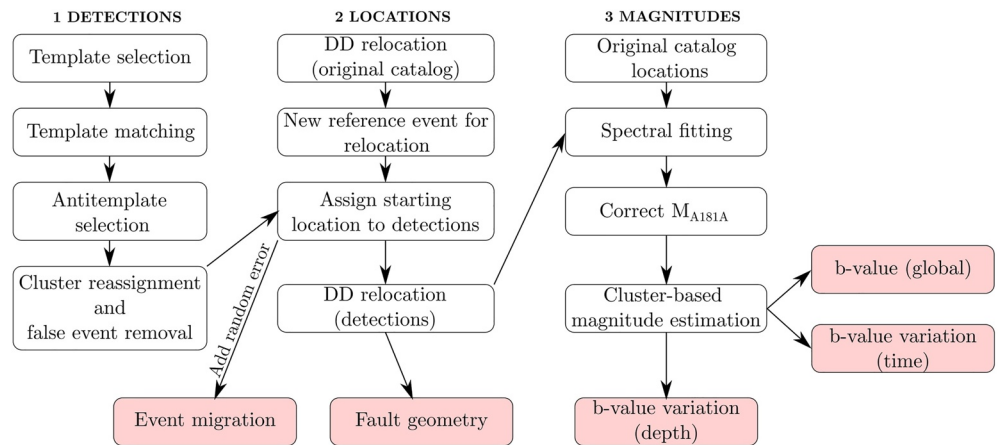 1 DETECTIONS
Template selection
Template matching
Antitemplate
selection
Cluster reassignment
and
false event removal
2 LOCATIONS
DD relocation
(original catalog)
New reference event for
relocation
Assign starting
location to detections
DD relocation
(detections)
Add random error
Event migration
Fault geometry
3 MAGNITUDES
Original catalog
locations
Spectral fitting
Correct M_A181A
Cluster-based
magnitude estimation
b-value (global)
b-value variation
(time)
b-value variation
(depth)